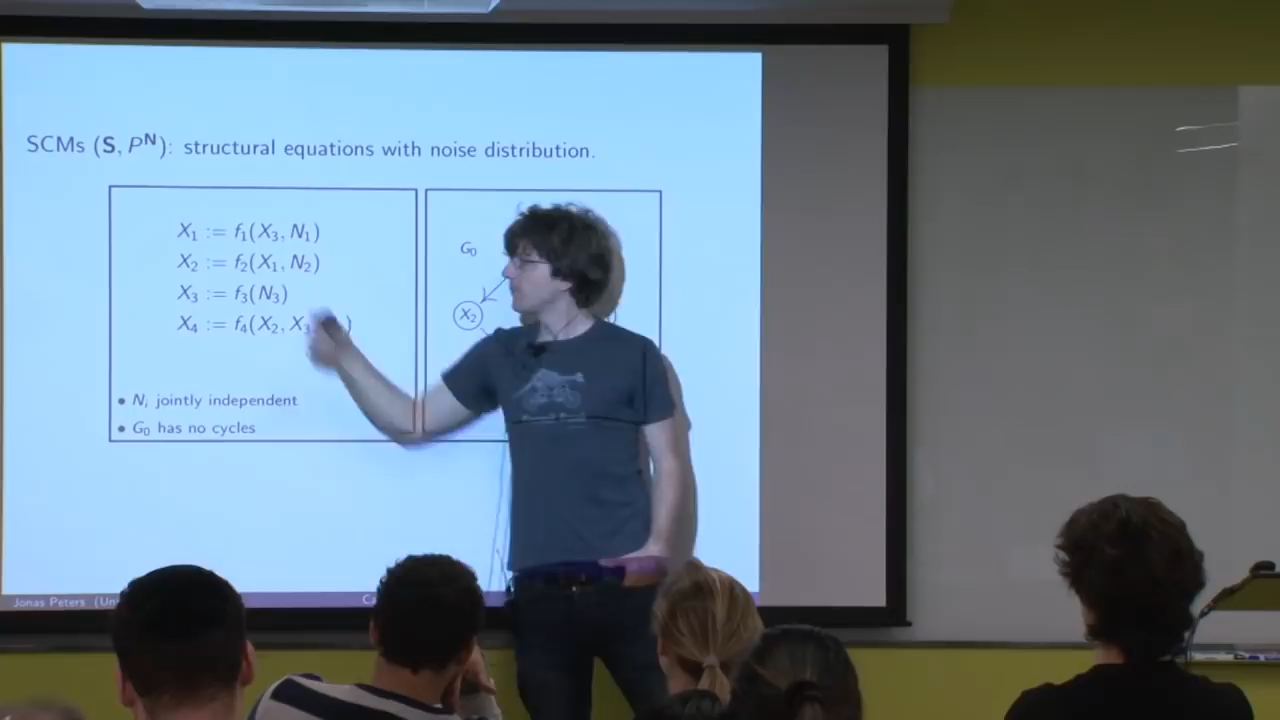 SCMs (S, P^N): structural equations with noise distribution.
X₁ := f₁(X₃, N₁)
X₂ := f₂(X₁, N₂)
X₃ := f₃(N₃)
X₄ := f₄(X₂, X₃ )
• Nᵢ jointly independent
• G₀ has no cycles
G₀
X₂
Jonas Peters